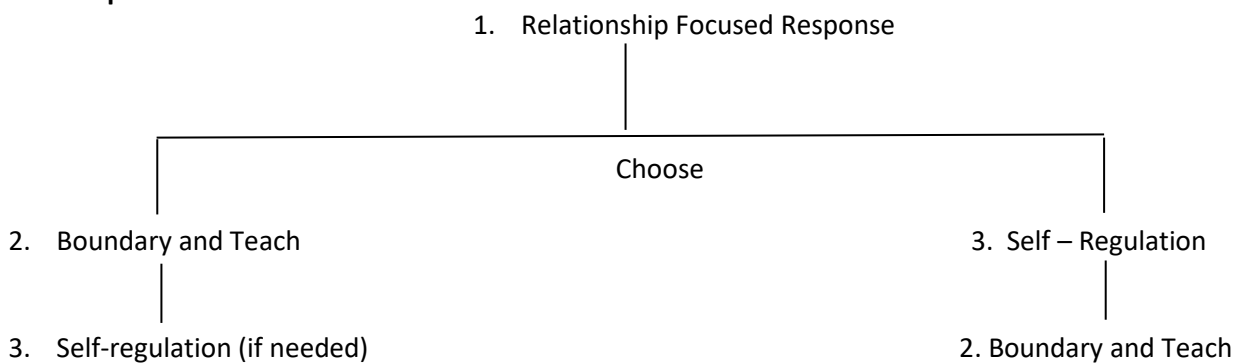 1. Relationship Focused Response
Choose
2. Boundary and Teach
3. Self – Regulation
3. Self-regulation (if needed)
2. Boundary and Teach